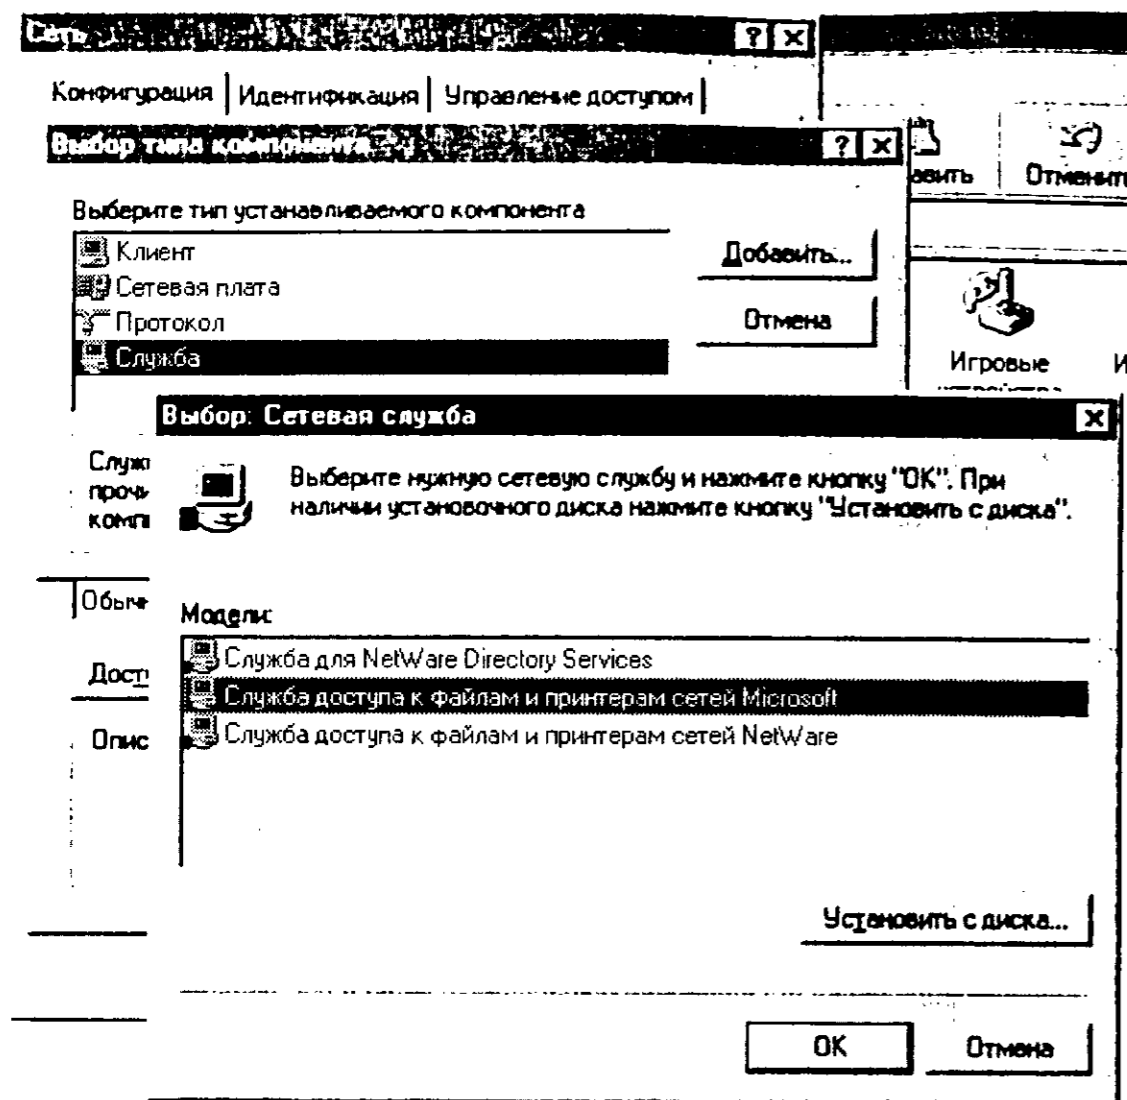 Сеть
Конфигурация
Идентификация
Управление доступом
Выбор типа компонента
Отменить
Выберите тип устанавливаемого компонента
Клиент
Добавить...
Сетевая плата
Протокол
Отмена
Служба
Игровые
Выбор: Сетевая служба
Выберите нужную сетевую службу и нажмите кнопку "ОК". При
наличии установочного диска нажмите кнопку "Установить с диска".
Модели:
Служба для NetWare Directory Services
Служба доступа к файлам и принтерам сетей Microsoft
Служба доступа к файлам и принтерам сетей NetWare
Установить с диска...
ОК
Отмена